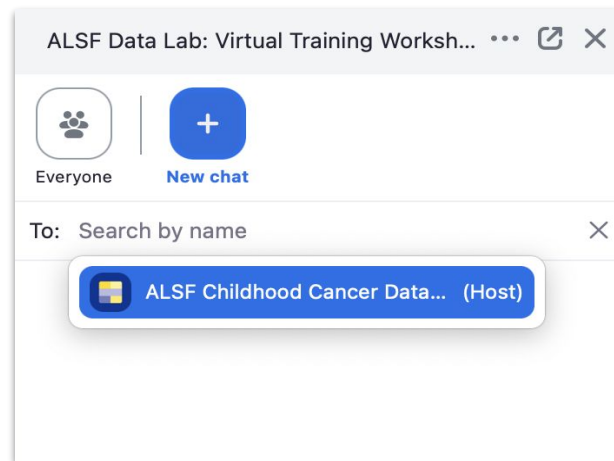 ALSF Data Lab: Virtual Training Worksh...
Everyone
New chat
To: Search by name
ALSF Childhood Cancer Data... (Host)